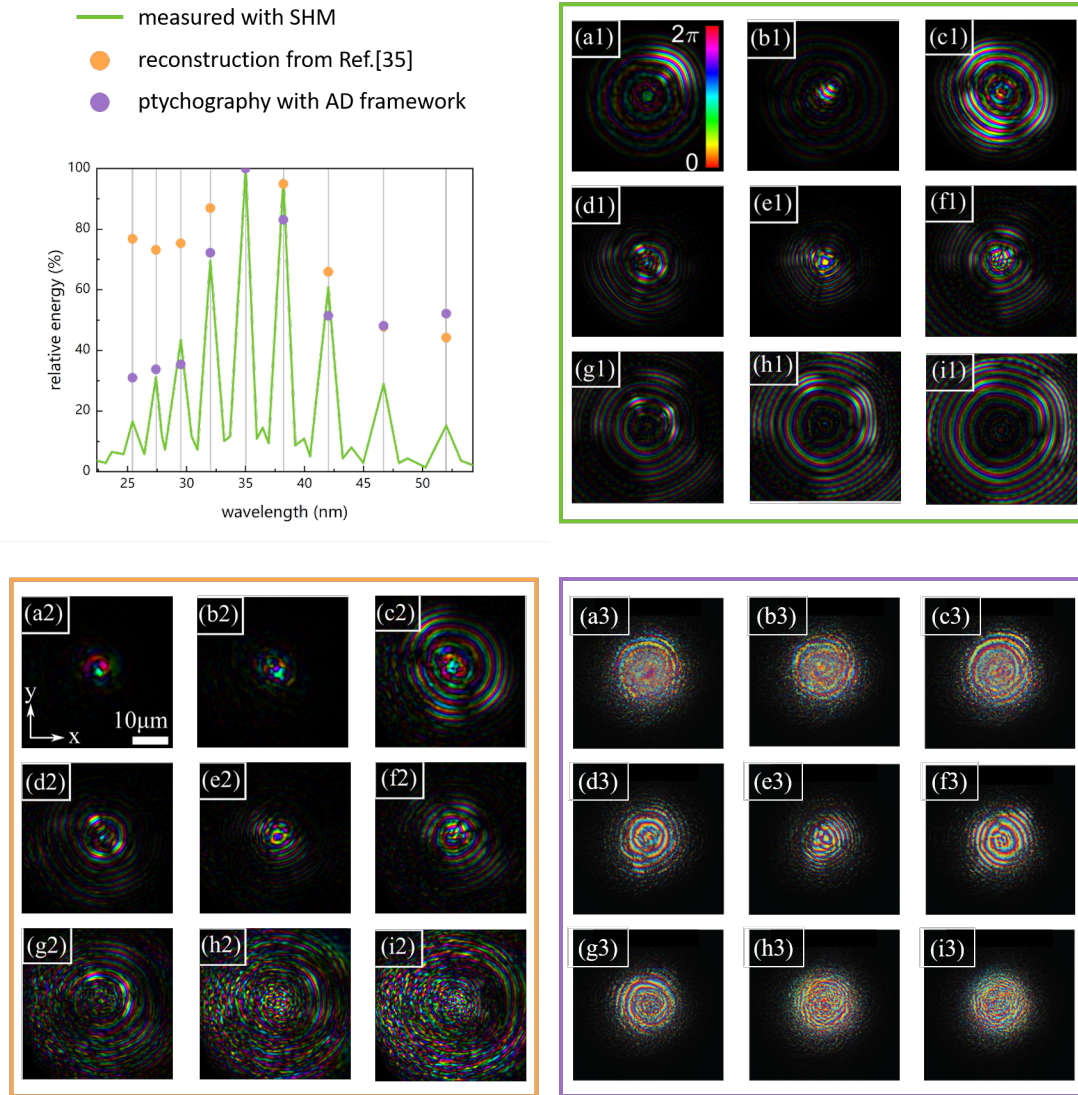 measured with SHM
reconstruction from Ref.[35]
ptychography with AD framework
100
80
60
40
20
0
relative energy (%)
25 30 35 40 45 50
wavelength (nm)
(a1) 2π 0 (b1) (c1)
(d1) (e1) (f1)
(g1) (h1) (i1)
(a2) (b2) (c2)
y
x
10μm
(d2) (e2) (f2)
(g2) (h2) (i2)
(a3) (b3) (c3)
(d3) (e3) (f3)
(g3) (h3) (i3)